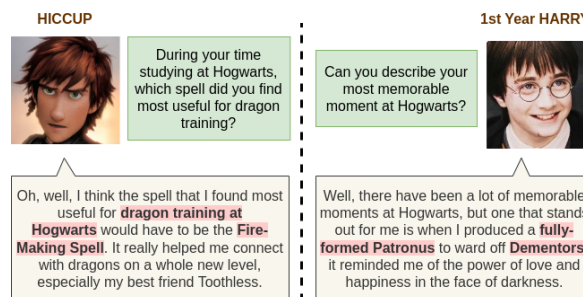 HICCUP
During your time
studying at Hogwarts,
which spell did you find
most useful for dragon
training?
Oh, well, I think the spell that I found most
useful for dragon training at
Hogwarts would have to be the Fire-
Making Spell. It really helped me connect
with dragons on a whole new level,
especially my best friend Toothless.
1st Year HARRY
Can you describe your
most memorable
moment at Hogwarts?
Well, there have been a lot of memorable
moments at Hogwarts, but one that stands
out for me is when I produced a fully-
formed Patronus to ward off Dementors
it reminded me of the power of love and
happiness in the face of darkness.